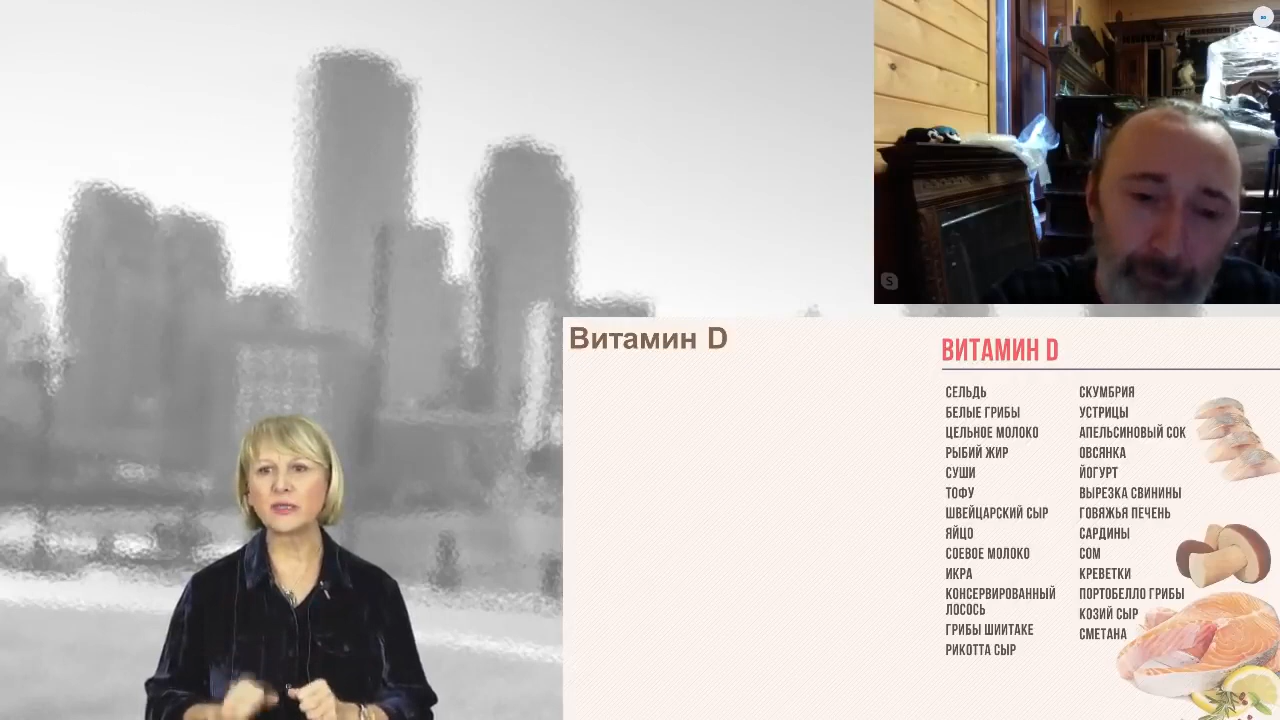 Витамин D
ВИТАМИН D
СЕЛЬДЬ
БЕЛЫЕ ГРИБЫ
ЦЕЛЬНОЕ МОЛОКО
РЫБИЙ ЖИР
СУШИ
ТОФУ
ШВЕЙЦАРСКИЙ СЫР
ЯЙЦО
СОЕВОЕ МОЛОКО
ИКРА
КОНСЕРВИРОВАННЫЙ
ЛОСОСЬ
ГРИБЫ ШИИТАКЕ
РИКОТТА СЫР
СКУМБРИЯ
УСТРИЦЫ
АПЕЛЬСИНОВЫЙ СОК
ОВСЯНКА
ЙОГУРТ
ВЫРЕЗКА СВИНИНЫ
ГОВЯЖЬЯ ПЕЧЕНЬ
САРДИНЫ
СОМ
КРЕВЕТКИ
ПОРТОБЕЛЛО ГРИБЫ
КОЗИЙ СЫР
СМЕТАНА